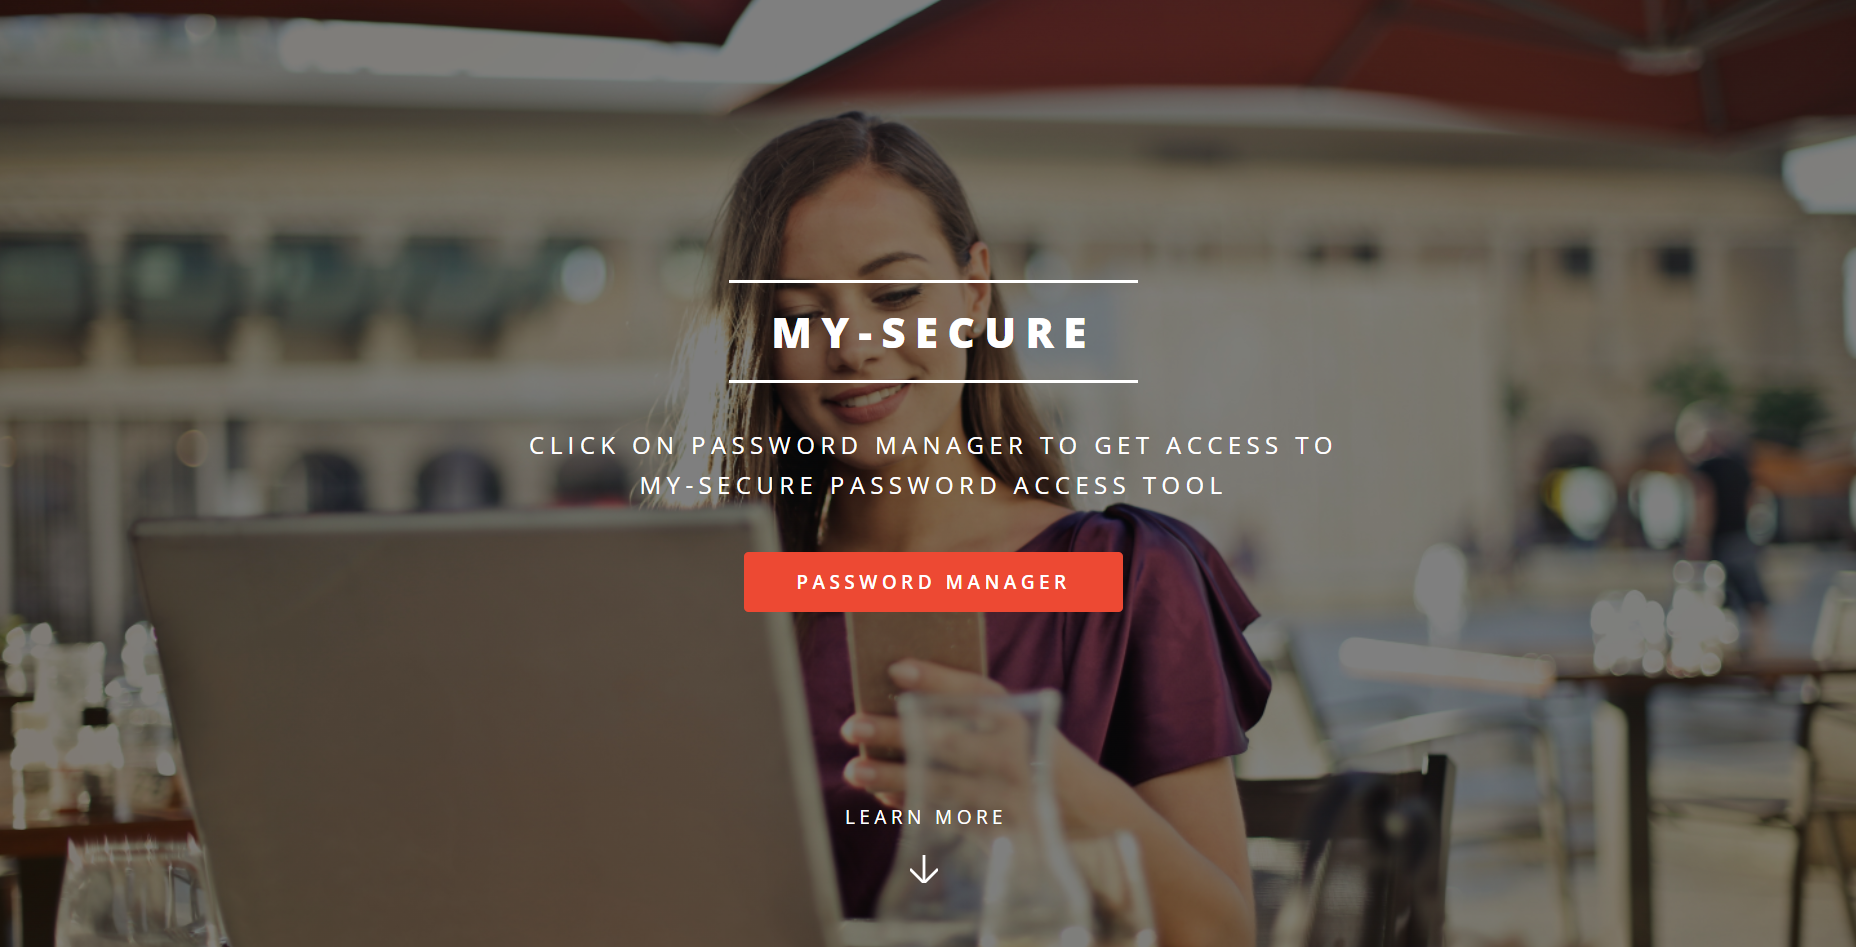 MY-SECURE
CLICK ON PASSWORD MANAGER TO GET ACCESS TO
MY-SECURE PASSWORD ACCESS TOOL
PASSWORD MANAGER
LEARN MORE